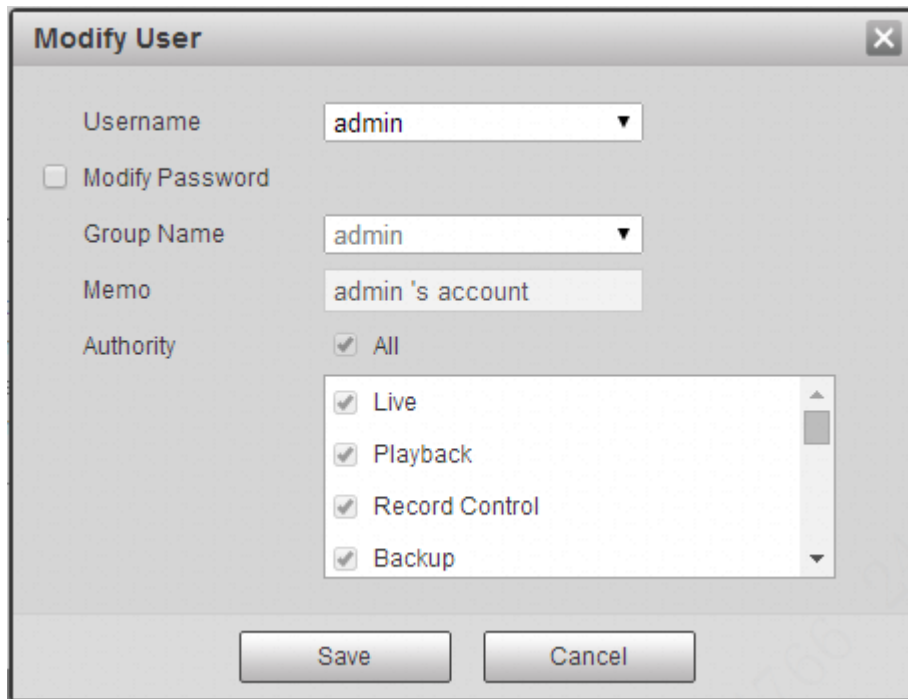 Modify User
Username admin
Modify Password
Group Name admin
Memo admin 's account
Authority All
Live
Playback
Record Control
Backup
Save Cancel